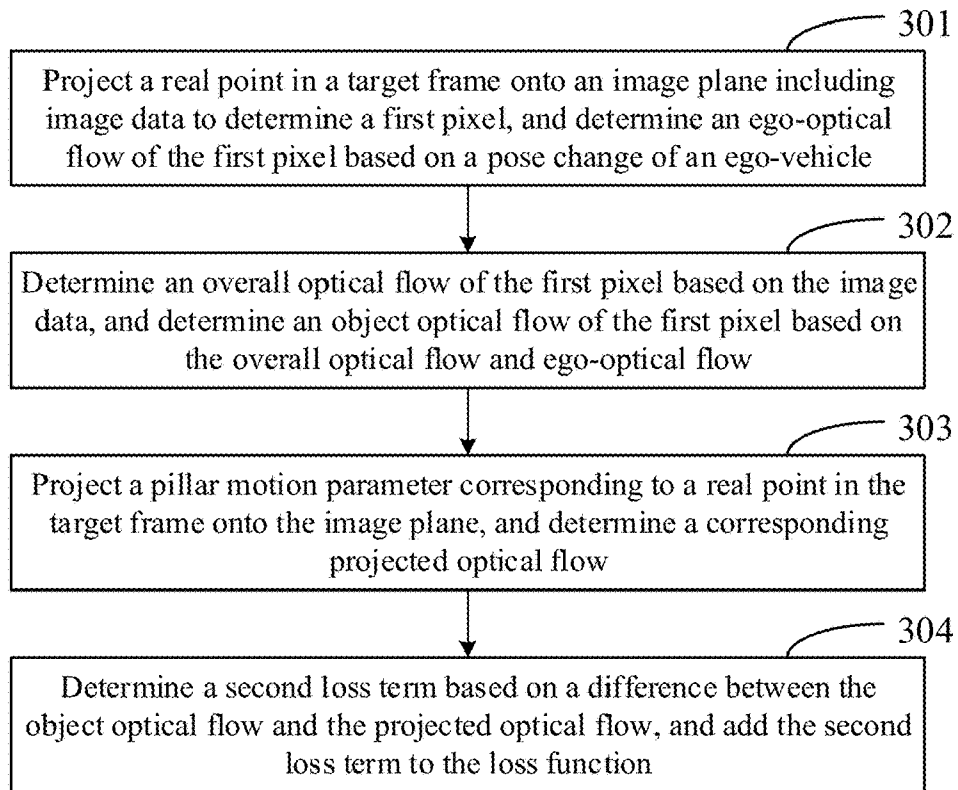 301
Project a real point in a target frame onto an image plane including
image data to determine a first pixel, and determine an ego-optical
flow of the first pixel based on a pose change of an ego-vehicle
302
Determine an overall optical flow of the first pixel based on the image
data, and determine an object optical flow of the first pixel based on
the overall optical flow and ego-optical flow
303
Project a pillar motion parameter corresponding to a real point in the
target frame onto the image plane, and determine a corresponding
projected optical flow
304
Determine a second loss term based on a difference between the
object optical flow and the projected optical flow, and add the second
loss term to the loss function